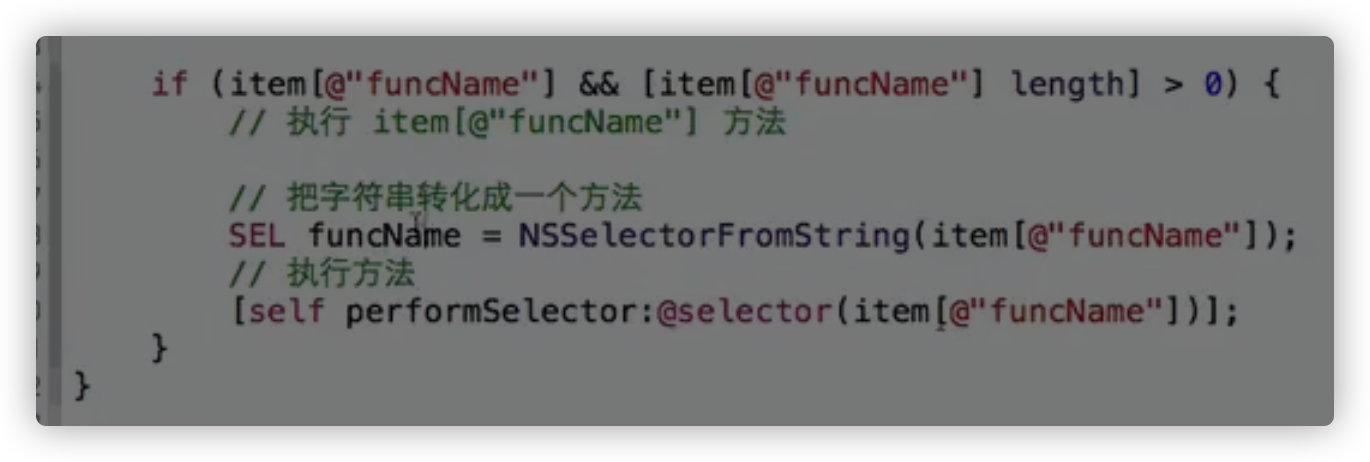 if (item[@"funcName"] && [item[@"funcName"] length] > 0) {
// 执行 item[@"funcName"] 方法
// 把字符串转化成一个方法
SEL funcName = NSSelectorFromString(item[@"funcName"]);
// 执行方法
[self performSelector:@selector(item[@"funcName"])];
}
}